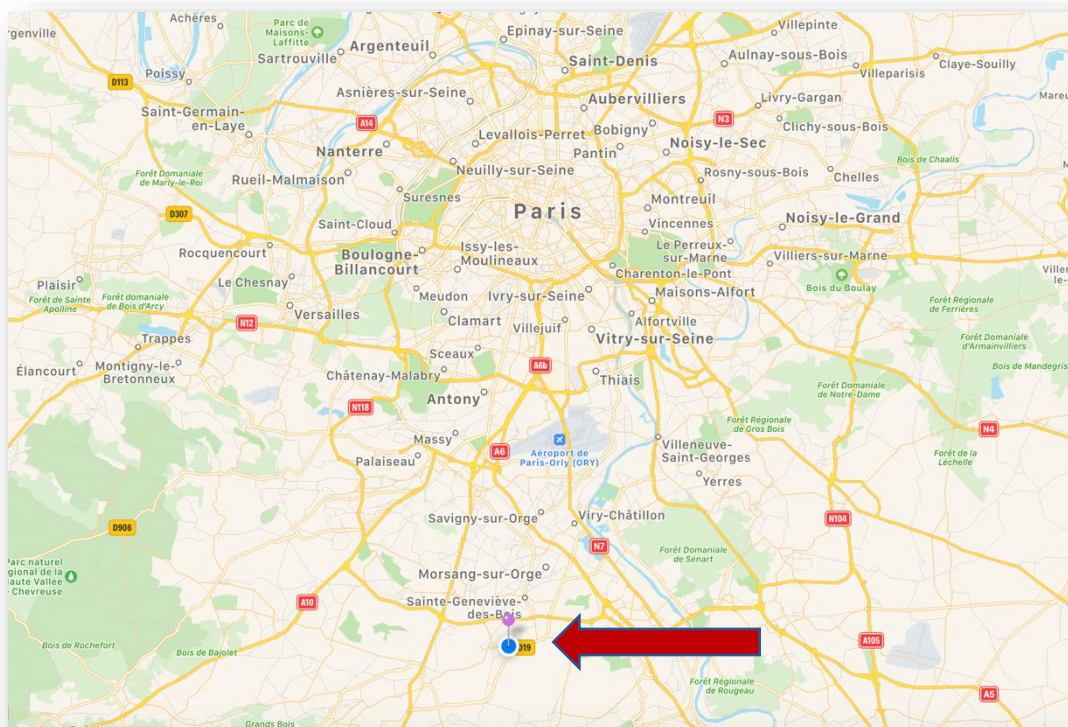 Achères
Parc de
Maisons-
Laffitte
Epinay-sur-Seine
Villepinte
Argenteuil
Sartrouville
Saint-Denis
Aulnay-sous-Bois
Claye-Souilly
Villeparisis
Poissy
D113
Asnières-sur-Seine
Aubervilliers
Livry-Gargan
Saint-Germain-
en-Laye
A14
N3
Levallois-Perret
Bobigny
Clichy-sous-Bois
Nanterre
Pantin
Noisy-le-Sec
Bois de Chaalis
Forêt Domaniale
de Marly-le-Roi
Rueil-Malmaison
Neuilly-sur-Seine
Rosny-sous-Bois
Chelles
Suresnes
Montreuil
D307
Saint-Cloud
Paris
Vincennes
Noisy-le-Grand
Rocquencourt
Boulogne-
Billancourt
Issy-les-
Moulineaux
Le Perreux-
sur-Marne
Villiers-sur-Marne
Charenton-le-Pont
Plaisir
Le Chesnay
Meudon
Ivry-sur-Seine
Maisons-Alfort
Bois du Boulay
Forêt de Sainte
Apolline
Forêt domaniale
de Bois d'Arcy
Versailles
Clamart
Villejuif
Alfortville
Forêt Régionale
de Ferrières
N12
Trappes
Vitry-sur-Seine
Forêt Domaniale
d'Armainvilliers
Élancourt
Montigny-le-
Bretonneux
Sceaux
A6b
Châtenay-Malabry
Thiais
Forêt Domaniale
de Notre-Dame
N118
Antony
Forêt Régionale
de Gros Bois
N4
Massy
A6
Aéroport de
Paris-Orly (ORY)
Villeneuve-
Saint-Georges
Forêt de la
Léchelle
Palaiseau
Yerres
D906
Savigny-sur-Orge
Viry-Châtillon
N104
N7
Forêt Domaniale
de Sénart
Morsang-sur-Orge
A10
Sainte-Geneviève-
des-Bois
D19
Bois de Rochefort
Bois de Bajolet
A105
Forêt Régionale
de Rougeau
A5
Grands Bois